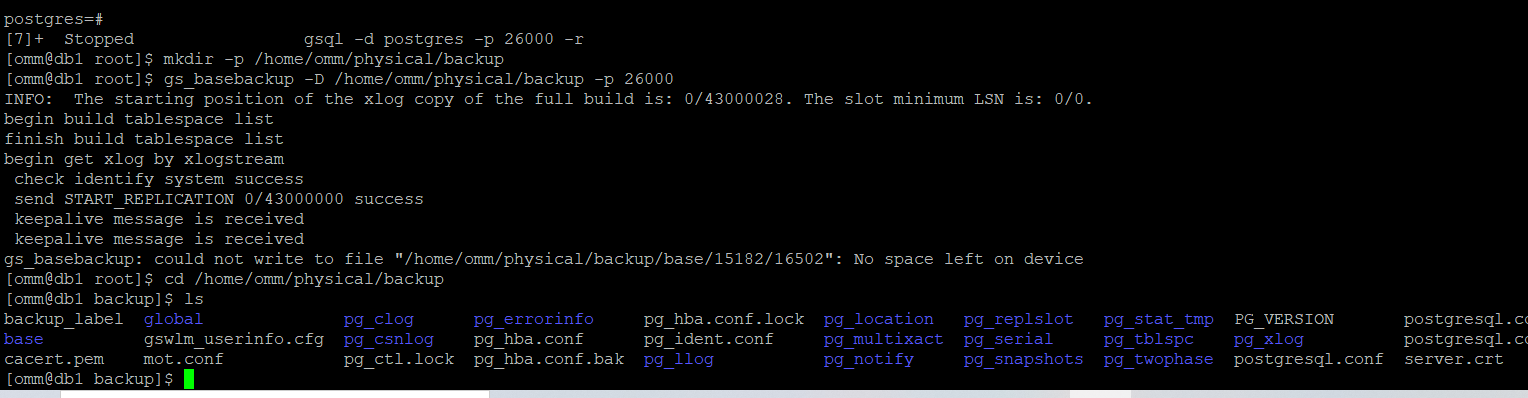 postgres=#
[7]+  Stopped                 gsql -d postgres -p 26000 -r
[omm@db1 root]$ mkdir -p /home/omm/physical/backup
[omm@db1 root]$ gs_basebackup -D /home/omm/physical/backup -p 26000
INFO:  The starting position of the xlog copy of the full build is: 0/43000028. The slot minimum LSN is: 0/0.
begin build tablespace list
finish build tablespace list
begin get xlog by xlogstream
 check identify system success
 send START_REPLICATION 0/43000000 success
 keepalive message is received
 keepalive message is received
gs_basebackup: could not write to file "/home/omm/physical/backup/base/15182/16502": No space left on device
[omm@db1 root]$ cd /home/omm/physical/backup
[omm@db1 backup]$ ls
backup_label  global              pg_clog      pg_errorinfo     pg_hba.conf.lock  pg_location   pg_replslot   pg_stat_tmp  PG_VERSION       postgresql.co
base          gswlm_userinfo.cfg  pg_csnlog    pg_hba.conf      pg_ident.conf     pg_multixact  pg_serial     pg_tblspc    pg_xlog          postgresql.co
cacert.pem    mot.conf            pg_ctl.lock  pg_hba.conf.bak  pg_llog           pg_notify     pg_snapshots  pg_twophase  postgresql.conf  server.crt
[omm@db1 backup]$